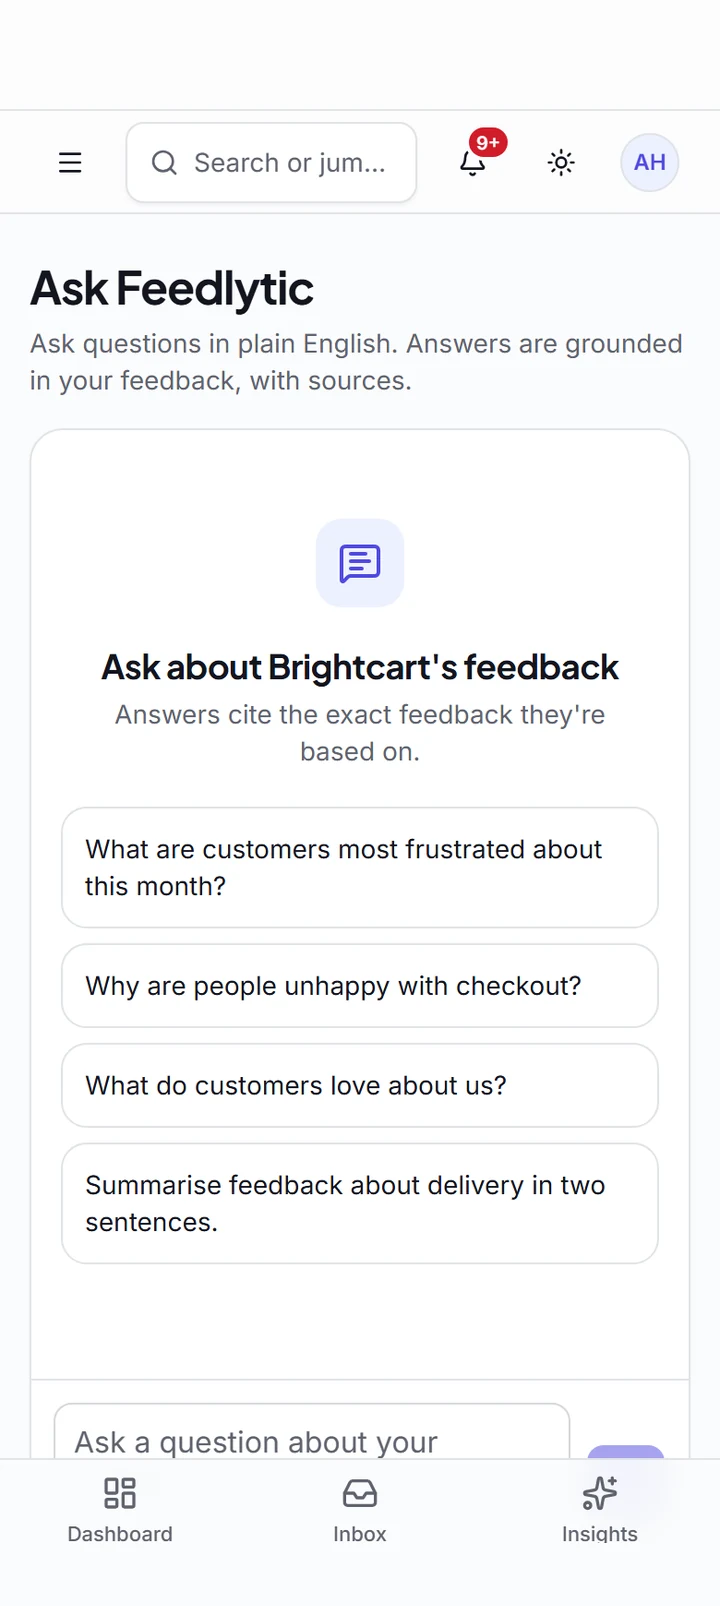 Search or jum...
9+
AH
Ask Feedlytic
Ask questions in plain English. Answers are grounded
in your feedback, with sources.
Ask about Brightcart's feedback
Answers cite the exact feedback they're
based on.
What are customers most frustrated about
this month?
Why are people unhappy with checkout?
What do customers love about us?
Summarise feedback about delivery in two
sentences.
Ask a question about your
Dashboard
Inbox
Insights